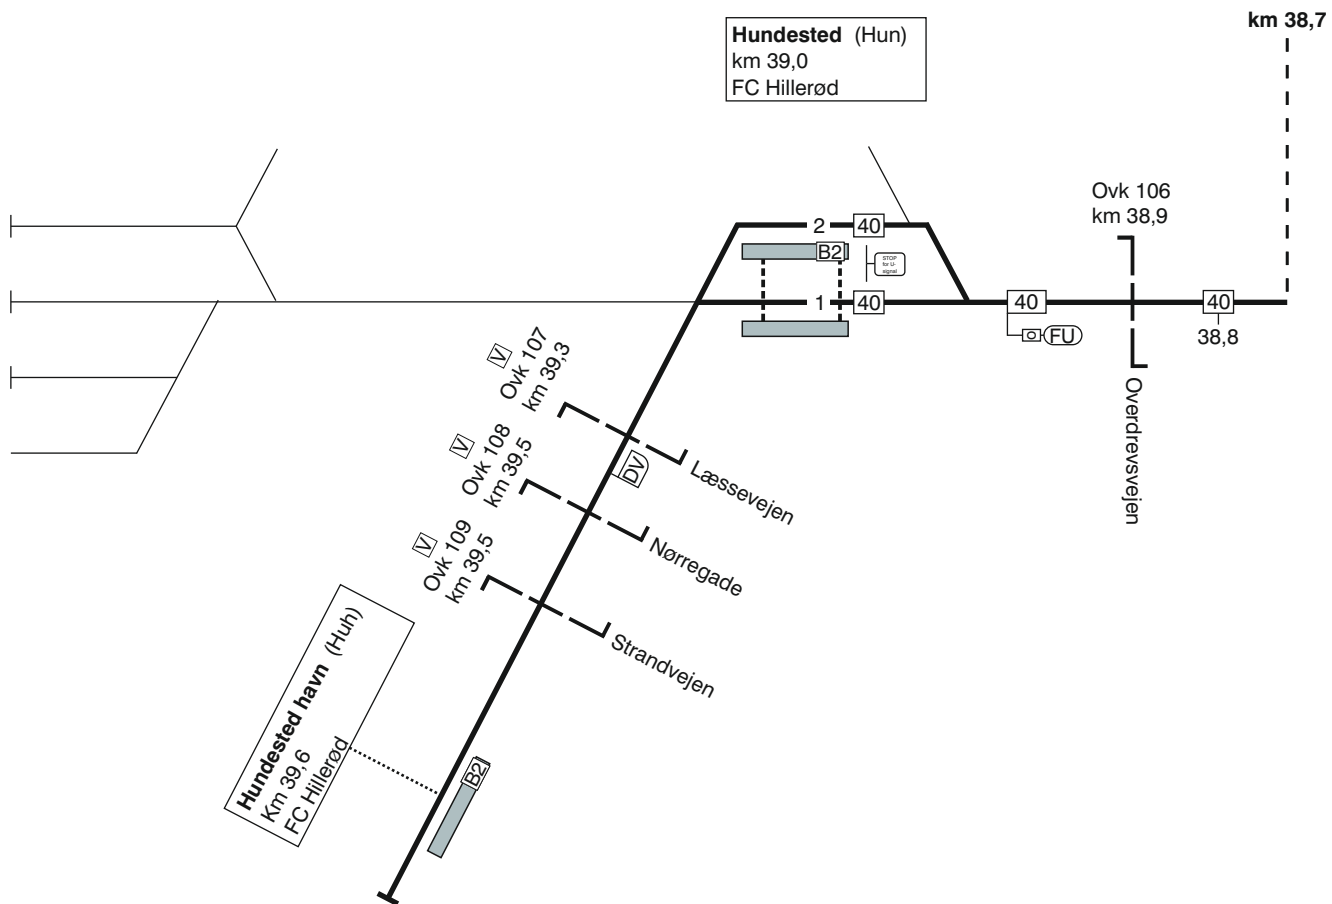 km 38,7
Hundested (Hun)
km 39,0
FC Hillerød
Ovk 106
km 38,9
2
40
B2
STOP
for U-
signal
1
40
40
40
FU
38,8
Overdrevsvejen
V
Ovk 107
km 39,3
Læssevejen
DV
V
Ovk 108
km 39,5
Nørregade
V
Ovk 109
km 39,5
Strandvejen
Hundested havn (Huh)
Km 39,6
FC Hillerød
B2